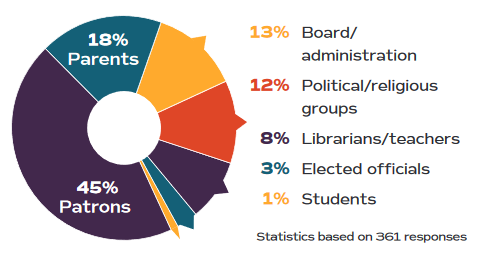 18%
Parents
45%
Patrons
13% Board/
administration
12% Political/religious
groups
8% Librarians/teachers
3% Elected officials
1% Students
Statistics based on 361 responses